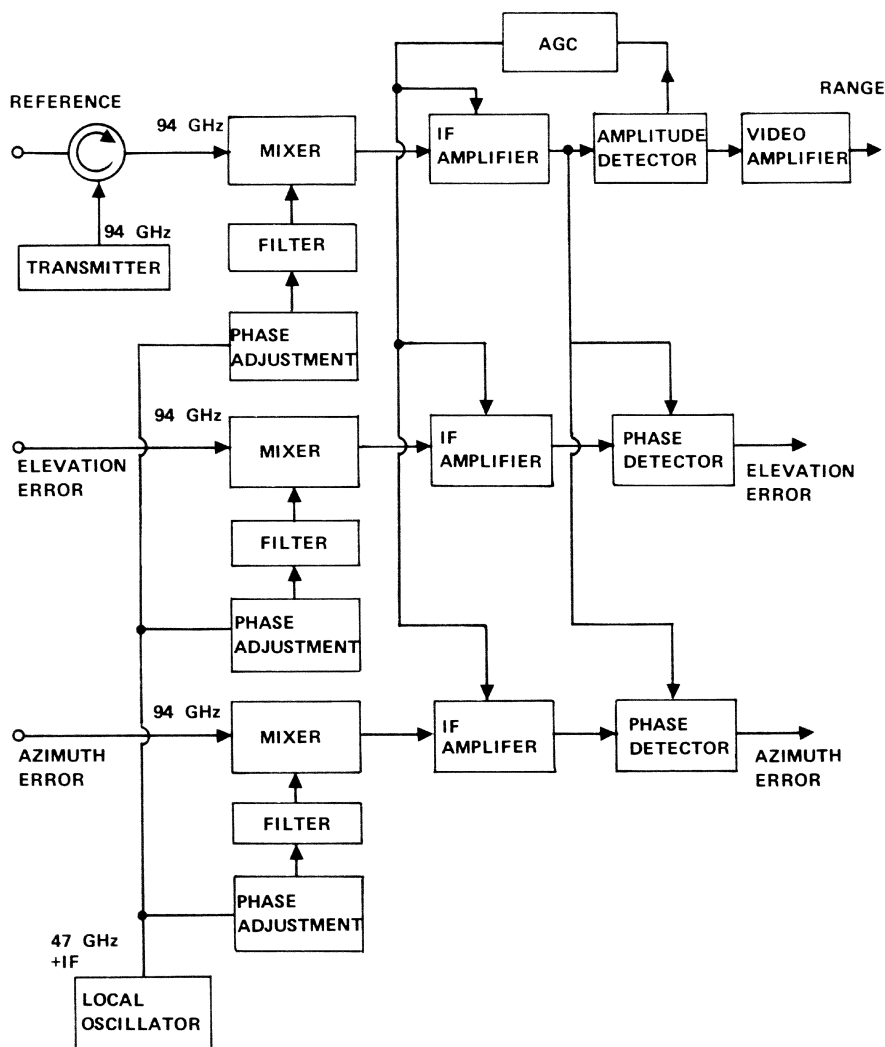 AGC
REFERENCE
RANGE
94 GHz
MIXER
IF
AMPLIFIER
AMPLITUDE
DETECTOR
VIDEO
AMPLIFIER
94 GHz
TRANSMITTER
FILTER
PHASE
ADJUSTMENT
94 GHz
ELEVATION
ERROR
MIXER
IF
AMPLIFIER
PHASE
DETECTOR
ELEVATION
ERROR
FILTER
PHASE
ADJUSTMENT
94 GHz
AZIMUTH
ERROR
MIXER
IF
AMPLIFER
PHASE
DETECTOR
AZIMUTH
ERROR
FILTER
PHASE
ADJUSTMENT
47 GHz
+IF
LOCAL
OSCILLATOR